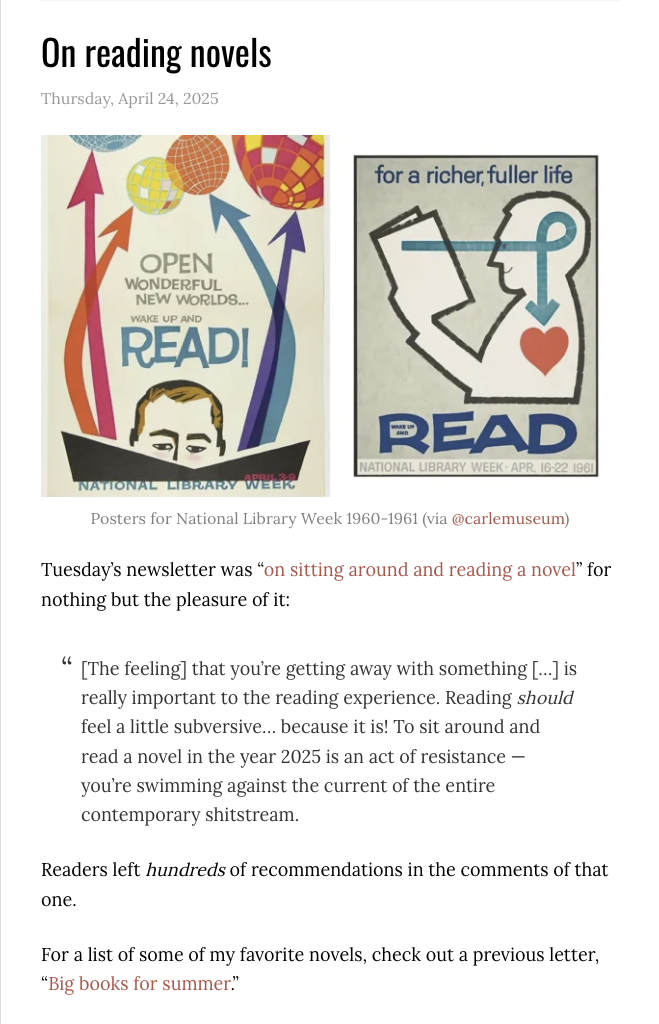 On reading novels
Thursday, April 24, 2025
OPEN
WONDERFUL
NEW WORLDS...
WAKE UP AND
READ!
APRIL 3-9
NATIONAL LIBRARY WEEK
for a richer, fuller life
WAKE UP
AND
READ
NATIONAL LIBRARY WEEK · APR. 16-22 1961
Posters for National Library Week 1960-1961 (via @carlemuseum)
Tuesday’s newsletter was “on sitting around and reading a novel” for
nothing but the pleasure of it:
“ [The feeling] that you’re getting away with something […] is
really important to the reading experience. Reading should
feel a little subversive… because it is! To sit around and
read a novel in the year 2025 is an act of resistance —
you’re swimming against the current of the entire
contemporary shitstream.
Readers left hundreds of recommendations in the comments of that
one.
For a list of some of my favorite novels, check out a previous letter,
“Big books for summer.”